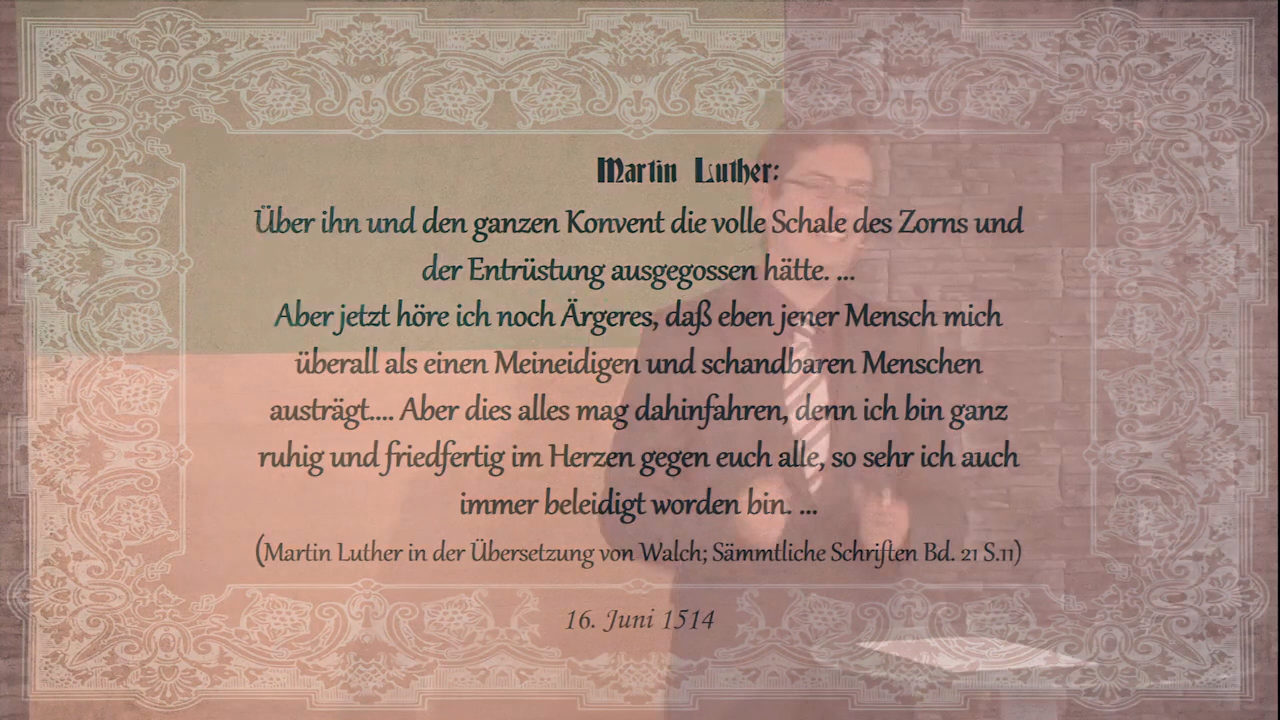 Martin Luther:
Über ihn und den ganzen Konvent die volle Schale des Zorns und
der Entrüstung ausgegossen hätte. ...
Aber jetzt höre ich noch Ärgeres, daß eben jener Mensch mich
überall als einen Meineidigen und schandbaren Menschen
austrägt.... Aber dies alles mag dahinfahren, denn ich bin ganz
ruhig und friedfertig im Herzen gegen euch alle, so sehr ich auch
immer beleidigt worden bin. ...
(Martin Luther in der Übersetzung von Walch; Sämmtliche Schriften Bd. 21 S.11)
16. Juni 1514